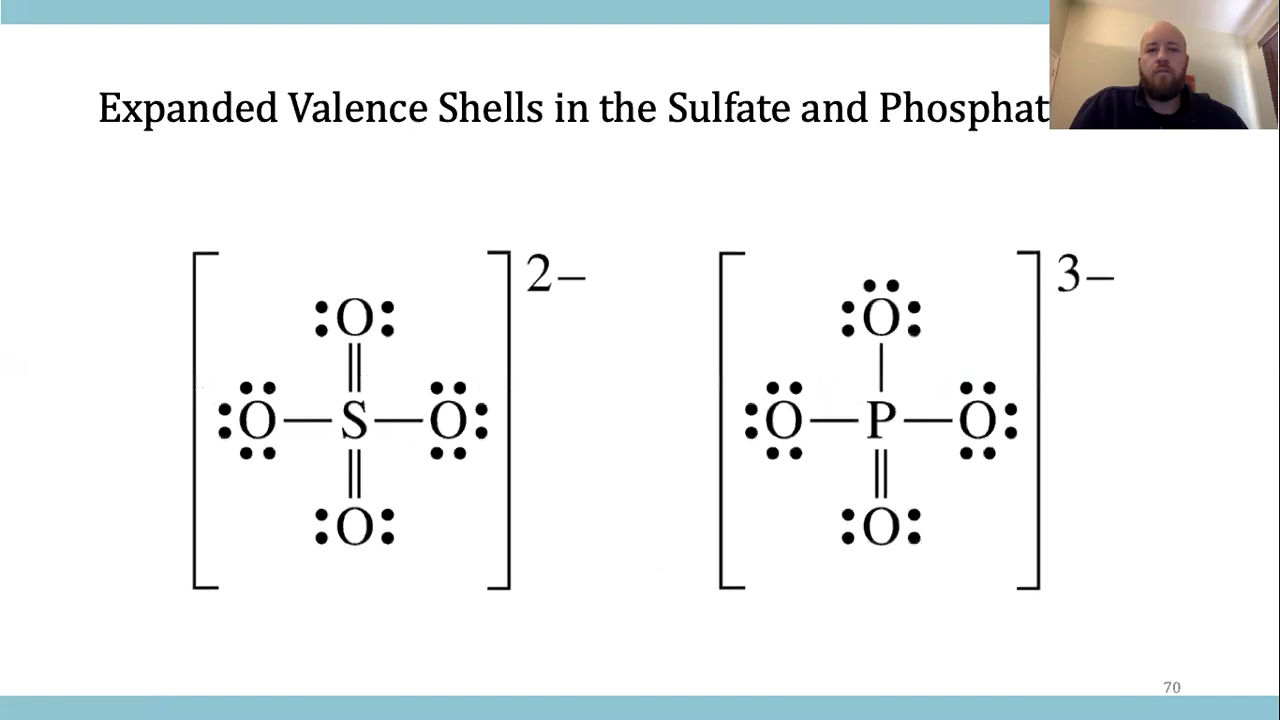 Expanded Valence Shells in the Sulfate and Phosphat
2– 3–
O O
O S O O P O
O O
70